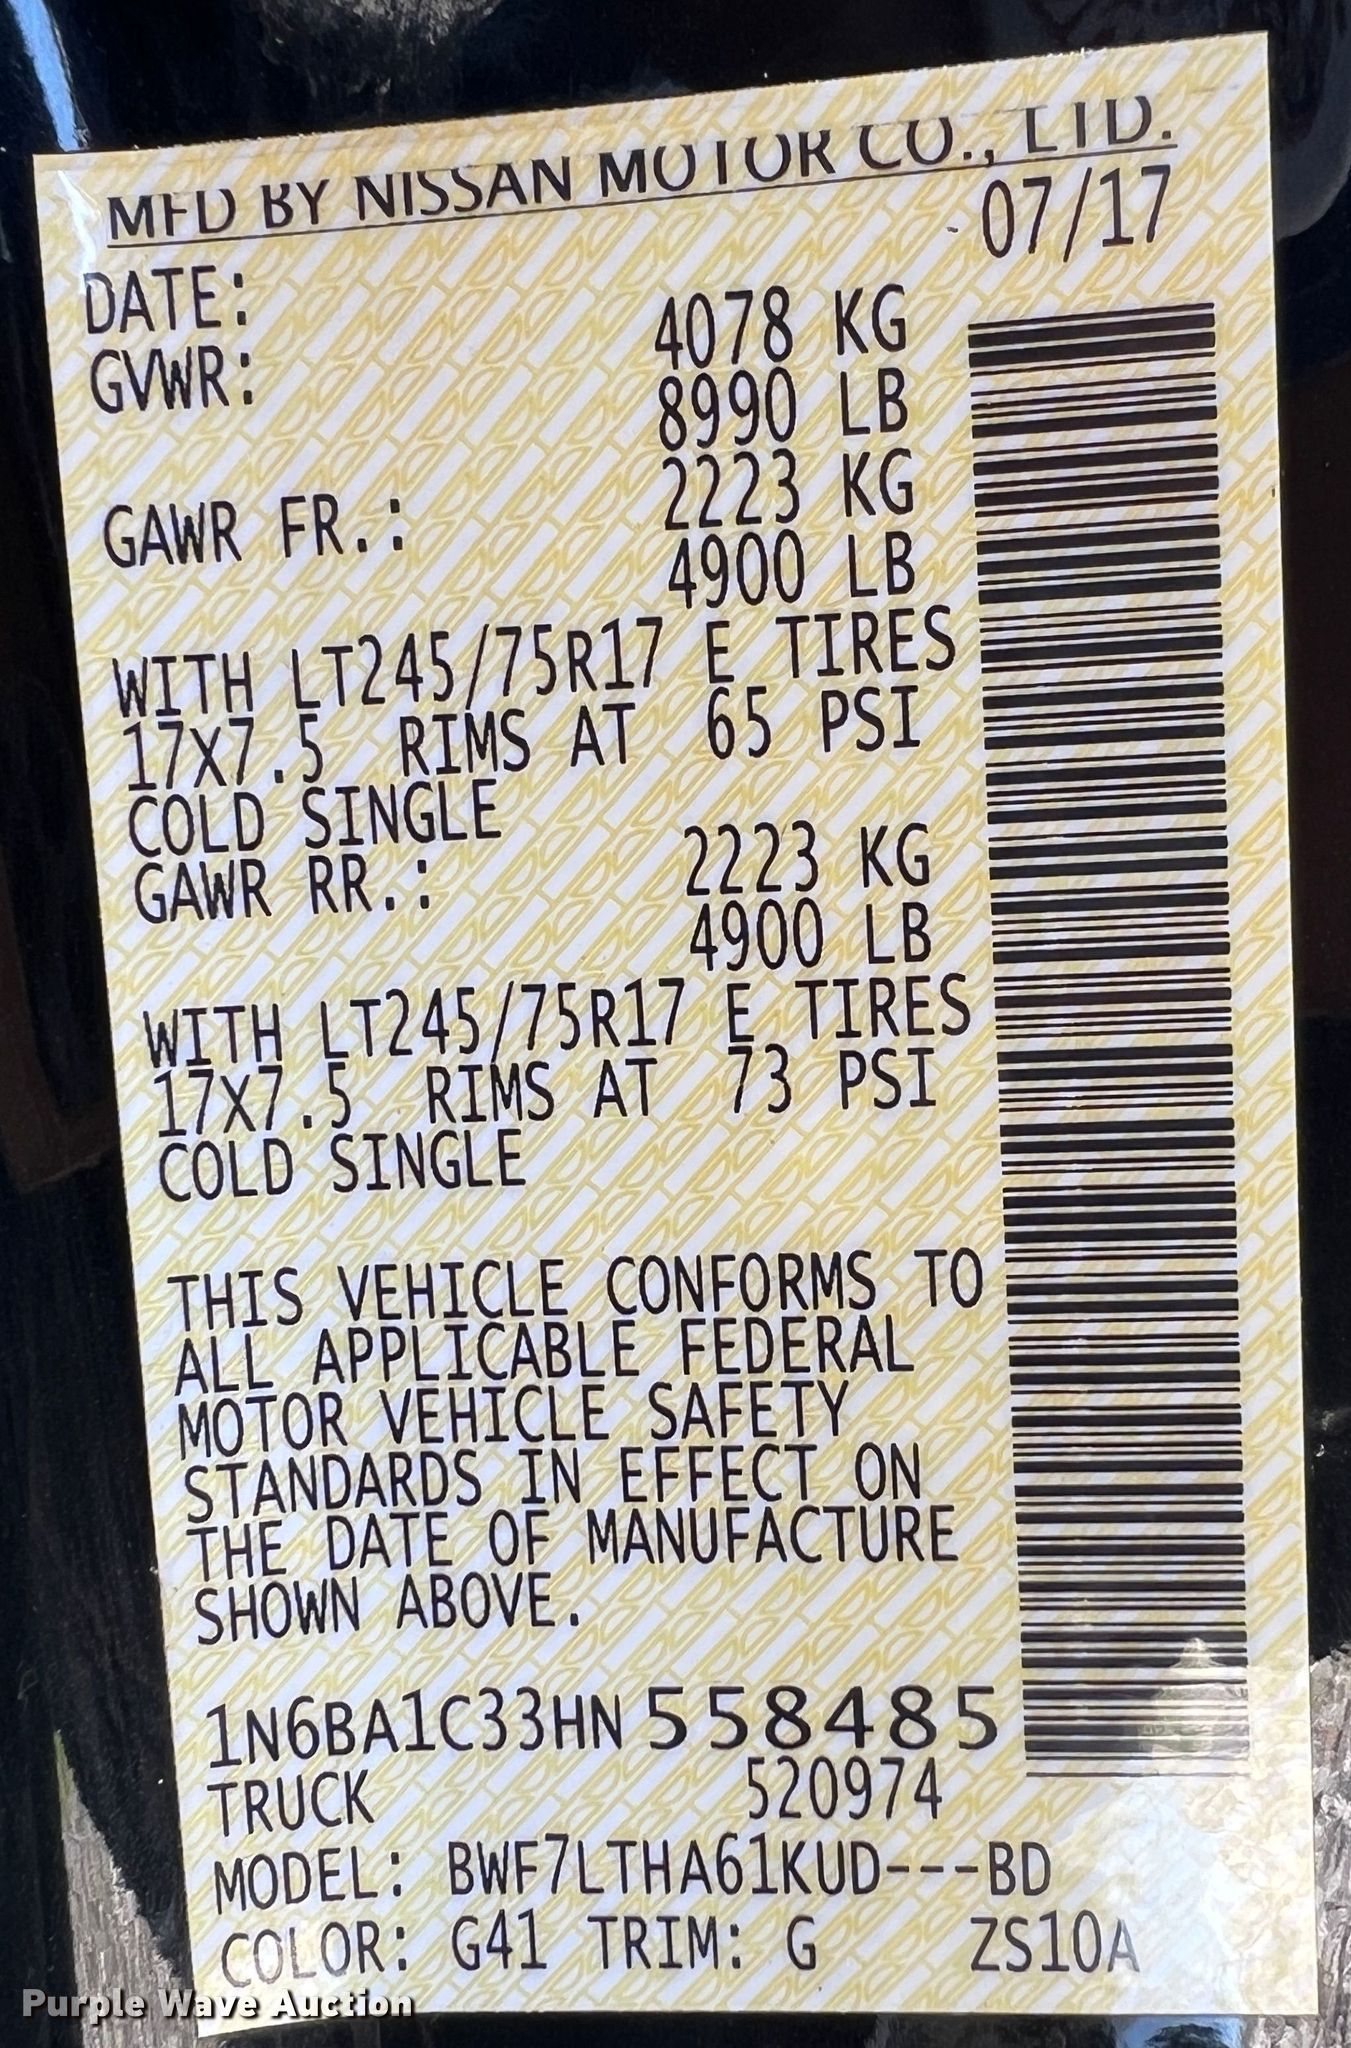 MFD BY NISSAN MOTOR CO., LTD.
DATE: 07/17
GVWR: 4078 KG
8990 LB
GAWR FR.: 2223 KG
4900 LB
WITH LT245/75R17 E TIRES
17X7.5 RIMS AT 65 PSI
COLD SINGLE
GAWR RR.: 2223 KG
4900 LB
WITH LT245/75R17 E TIRES
17X7.5 RIMS AT 73 PSI
COLD SINGLE
THIS VEHICLE CONFORMS TO
ALL APPLICABLE FEDERAL
MOTOR VEHICLE SAFETY
STANDARDS IN EFFECT ON
THE DATE OF MANUFACTURE
SHOWN ABOVE.
1N6BA1C33HN558485
TRUCK 520974
MODEL: BWF7LTHA61KUD---BD
COLOR: G41 TRIM: G ZS10A
Purple Wave Auction